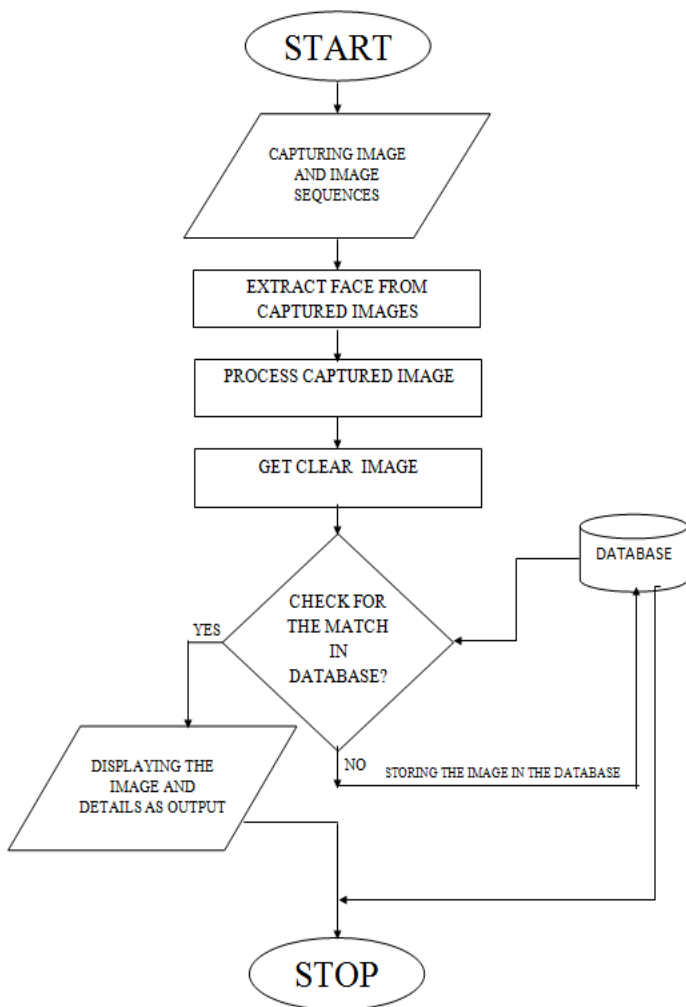 START
CAPTURING IMAGE
AND IMAGE
SEQUENCES
EXTRACT FACE FROM
CAPTURED IMAGES
PROCESS CAPTURED IMAGE
GET CLEAR IMAGE
DATABASE
CHECK FOR
THE MATCH
IN
DATABASE?
YES
NO
STORING THE IMAGE IN THE DATABASE
DISPLAYING THE
IMAGE AND
DETAILS AS OUTPUT
STOP